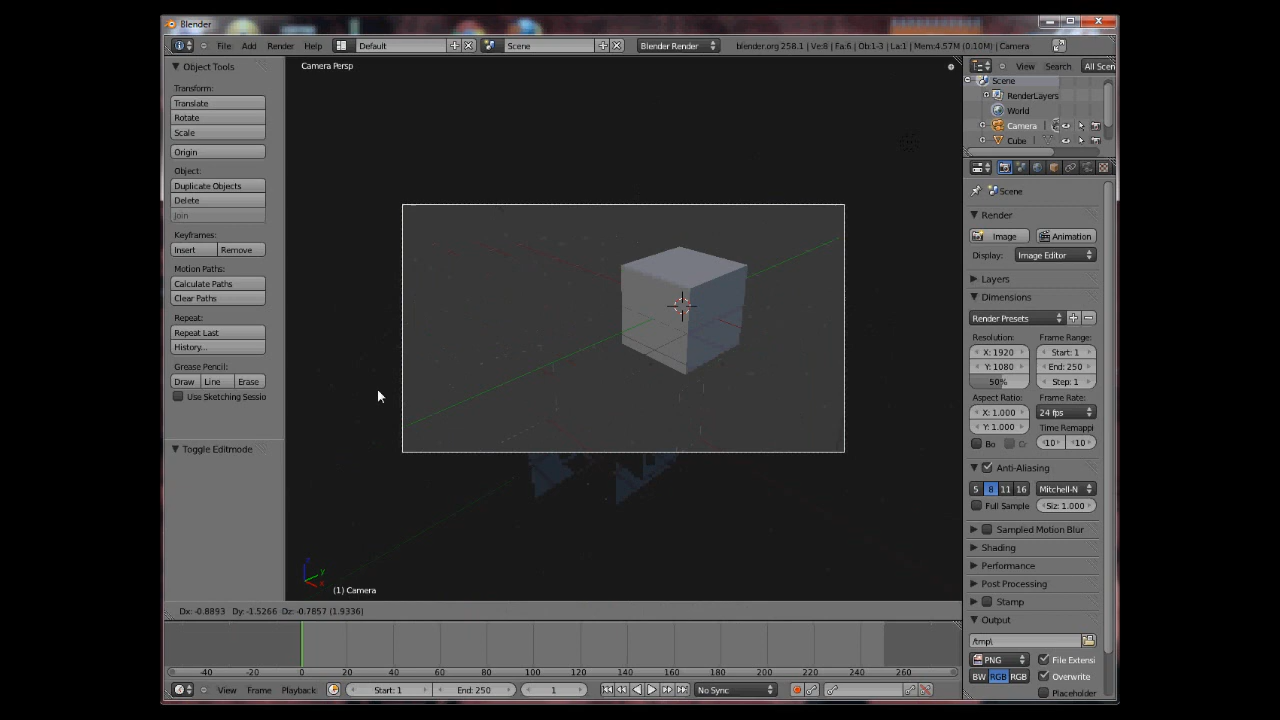 Blender
File Add Render Help Default Scene Blender Render blender.org 258.1 | Ve:8 | Fa:6 | Ob:1-3 | La:1 | Mem:4.57M (0.10M) | Camera
Object Tools
Transform:
Translate
Rotate
Scale
Origin
Object:
Duplicate Objects
Delete
Join
Keyframes:
Insert Remove
Motion Paths:
Calculate Paths
Clear Paths
Repeat:
Repeat Last
History...
Grease Pencil:
Draw Line Erase
Use Sketching Sessio
Toggle Editmode
Camera Persp
z
y
x
(1) Camera
Dx: -0.8893 Dy: -1.5266 Dz: -0.7857 (1.9336)
-40 -20 0 20 40 60 80 100 120 140 160 180 200 220 240 260
View Frame Playback Start: 1 End: 250 1 No Sync
View Search All Scen
Scene
RenderLayers
World
Camera
Cube
Scene
Render
Image Animation
Display: Image Editor
Layers
Dimensions
Render Presets
Resolution: Frame Range:
X: 1920 Start: 1
Y: 1080 End: 250
50% Step: 1
Aspect Ratio: Frame Rate:
X: 1.000 24 fps
Y: 1.000 Time Remappi
Bo Cr 10 10
Anti-Aliasing
5 8 11 16 Mitchell-N
Full Sample Siz: 1.000
Sampled Motion Blur
Shading
Performance
Post Processing
Stamp
Output
/tmp\
PNG File Extensi
BW RGB RGB Overwrite
Placeholder